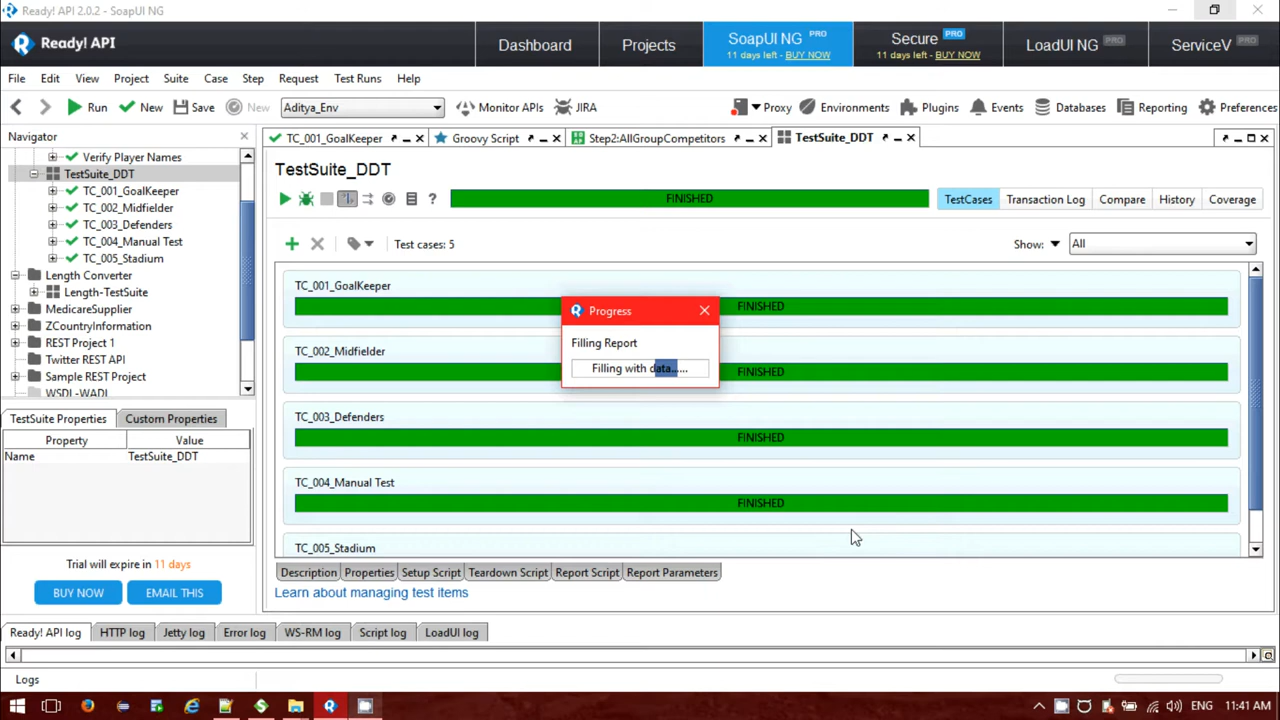 Ready! API 2.0.2 - SoapUI NG
Ready! API
Dashboard
Projects
SoapUI NG PRO
11 days left - BUY NOW
Secure PRO
11 days left - BUY NOW
LoadUI NG PRO
ServiceV PRO
File Edit View Project Suite Case Step Request Test Runs Help
Run New Save New Aditya_Env Monitor APIs JIRA Proxy Environments Plugins Events Databases Reporting Preferences
Navigator
TC_001_GoalKeeper Groovy Script Step2:AllGroupCompetitors TestSuite_DDT
Verify Player Names
TestSuite_DDT
TC_001_GoalKeeper
TC_002_Midfielder
TC_003_Defenders
TC_004_Manual Test
TC_005_Stadium
Length Converter
Length-TestSuite
MedicareSupplier
ZCountryInformation
REST Project 1
Twitter REST API
Sample REST Project
WSDL-WADL
TestSuite Properties Custom Properties
Property Value
Name TestSuite_DDT
Trial will expire in 11 days
BUY NOW EMAIL THIS
TestSuite_DDT
? FINISHED TestCases Transaction Log Compare History Coverage
Test cases: 5 Show: All
TC_001_GoalKeeper
FINISHED
TC_002_Midfielder
FINISHED
TC_003_Defenders
FINISHED
TC_004_Manual Test
FINISHED
TC_005_Stadium
Progress
Filling Report
Filling with data......
Description Properties Setup Script Teardown Script Report Script Report Parameters
Learn about managing test items
Ready! API log HTTP log Jetty log Error log WS-RM log Script log LoadUI log
Logs
ENG 11:41 AM